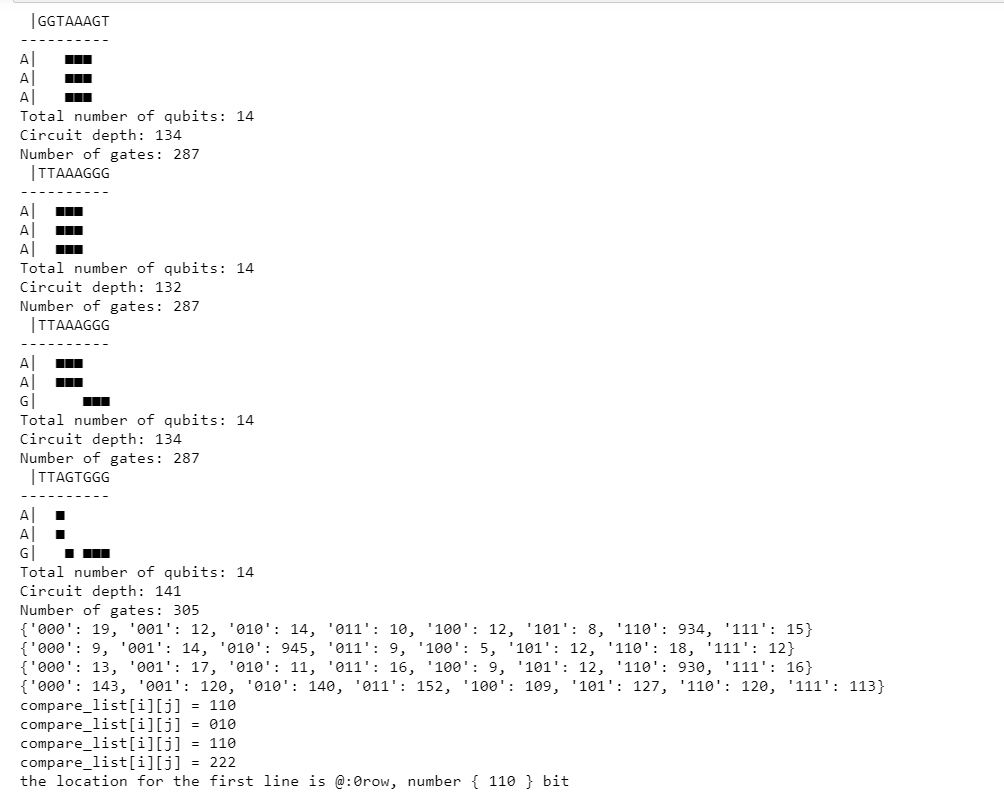 |GGTAAAGT
----------
A|   ■■■
A|   ■■■
A|   ■■■
Total number of qubits: 14
Circuit depth: 134
Number of gates: 287
|TTAAAGGG
----------
A|  ■■■
A|  ■■■
A|  ■■■
Total number of qubits: 14
Circuit depth: 132
Number of gates: 287
|TTAAAGGG
----------
A|  ■■■
A|  ■■■
G|     ■■■
Total number of qubits: 14
Circuit depth: 134
Number of gates: 287
|TTAGTGGG
----------
A|  ■
A|  ■
G|   ■ ■■■
Total number of qubits: 14
Circuit depth: 141
Number of gates: 305
{'000': 19, '001': 12, '010': 14, '011': 10, '100': 12, '101': 8, '110': 934, '111': 15}
{'000': 9, '001': 14, '010': 945, '011': 9, '100': 5, '101': 12, '110': 18, '111': 12}
{'000': 13, '001': 17, '010': 11, '011': 16, '100': 9, '101': 12, '110': 930, '111': 16}
{'000': 143, '001': 120, '010': 140, '011': 152, '100': 109, '101': 127, '110': 120, '111': 113}
compare_list[i][j] = 110
compare_list[i][j] = 010
compare_list[i][j] = 110
compare_list[i][j] = 222
the location for the first line is @:0row, number { 110 } bit